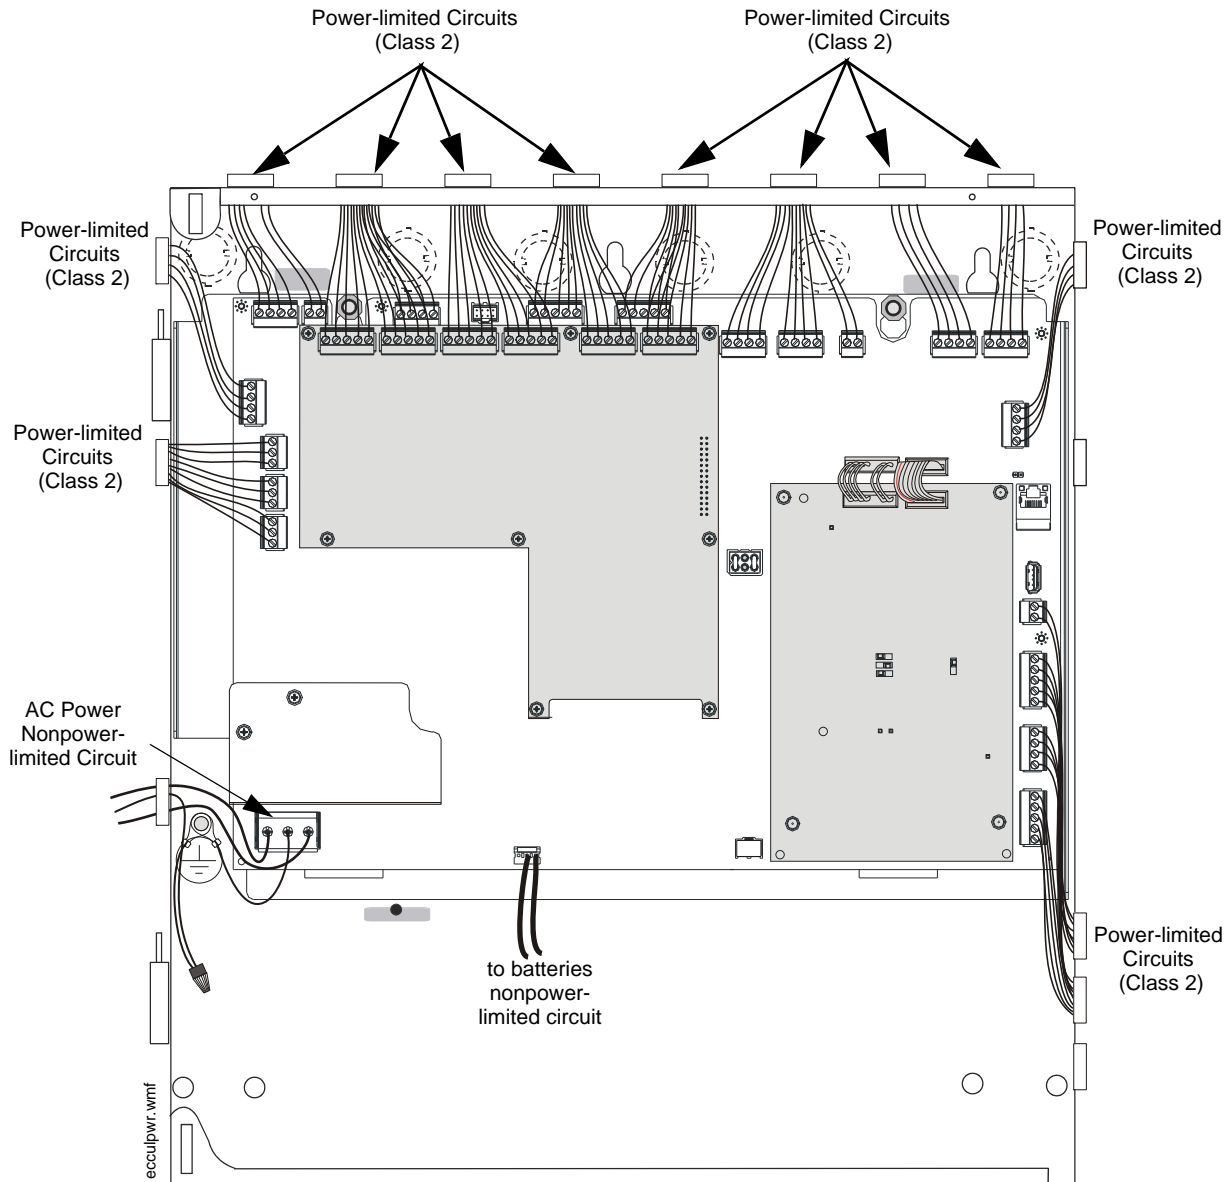 Power-limited Circuits
(Class 2)
Power-limited Circuits
(Class 2)
Power-limited
Circuits
(Class 2)
Power-limited
Circuits
(Class 2)
Power-limited
Circuits
(Class 2)
AC Power
Nonpower-
limited Circuit
Power-limited
Circuits
(Class 2)
to batteries
nonpower-
limited circuit
ecculpwr.wmf